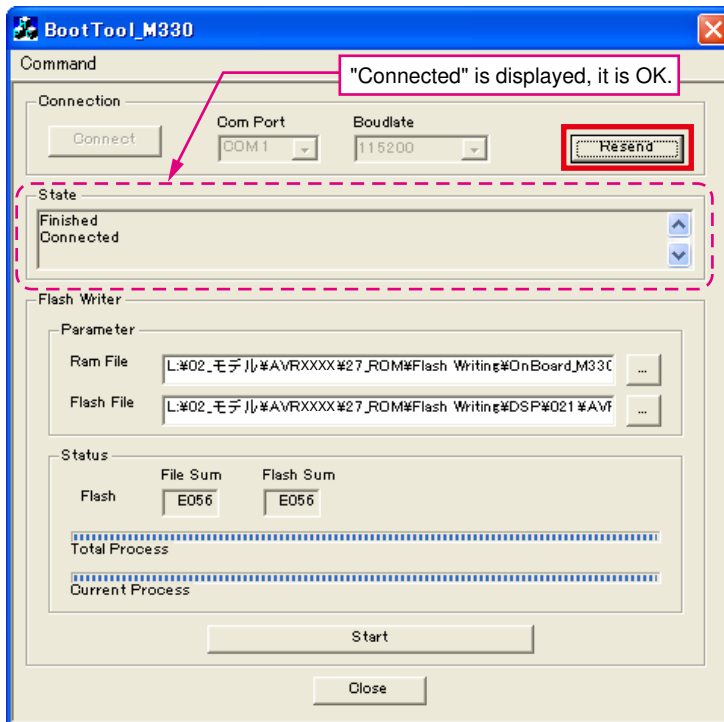 BootTool_M330
Command
"Connected" is displayed, it is OK.
Connection
Connect
Com Port
COM1
Boudlate
115200
Resend
State
Finished
Connected
Flash Writer
Parameter
Ram File
L:¥02_モデル¥AVRXXXX¥27_ROM¥Flash Writing¥OnBoard_M330
...
Flash File
L:¥02_モデル¥AVRXXXX¥27_ROM¥Flash Writing¥DSP¥021¥AVF
...
Status
File Sum
Flash Sum
Flash
E056
E056
Total Process
Current Process
Start
Close